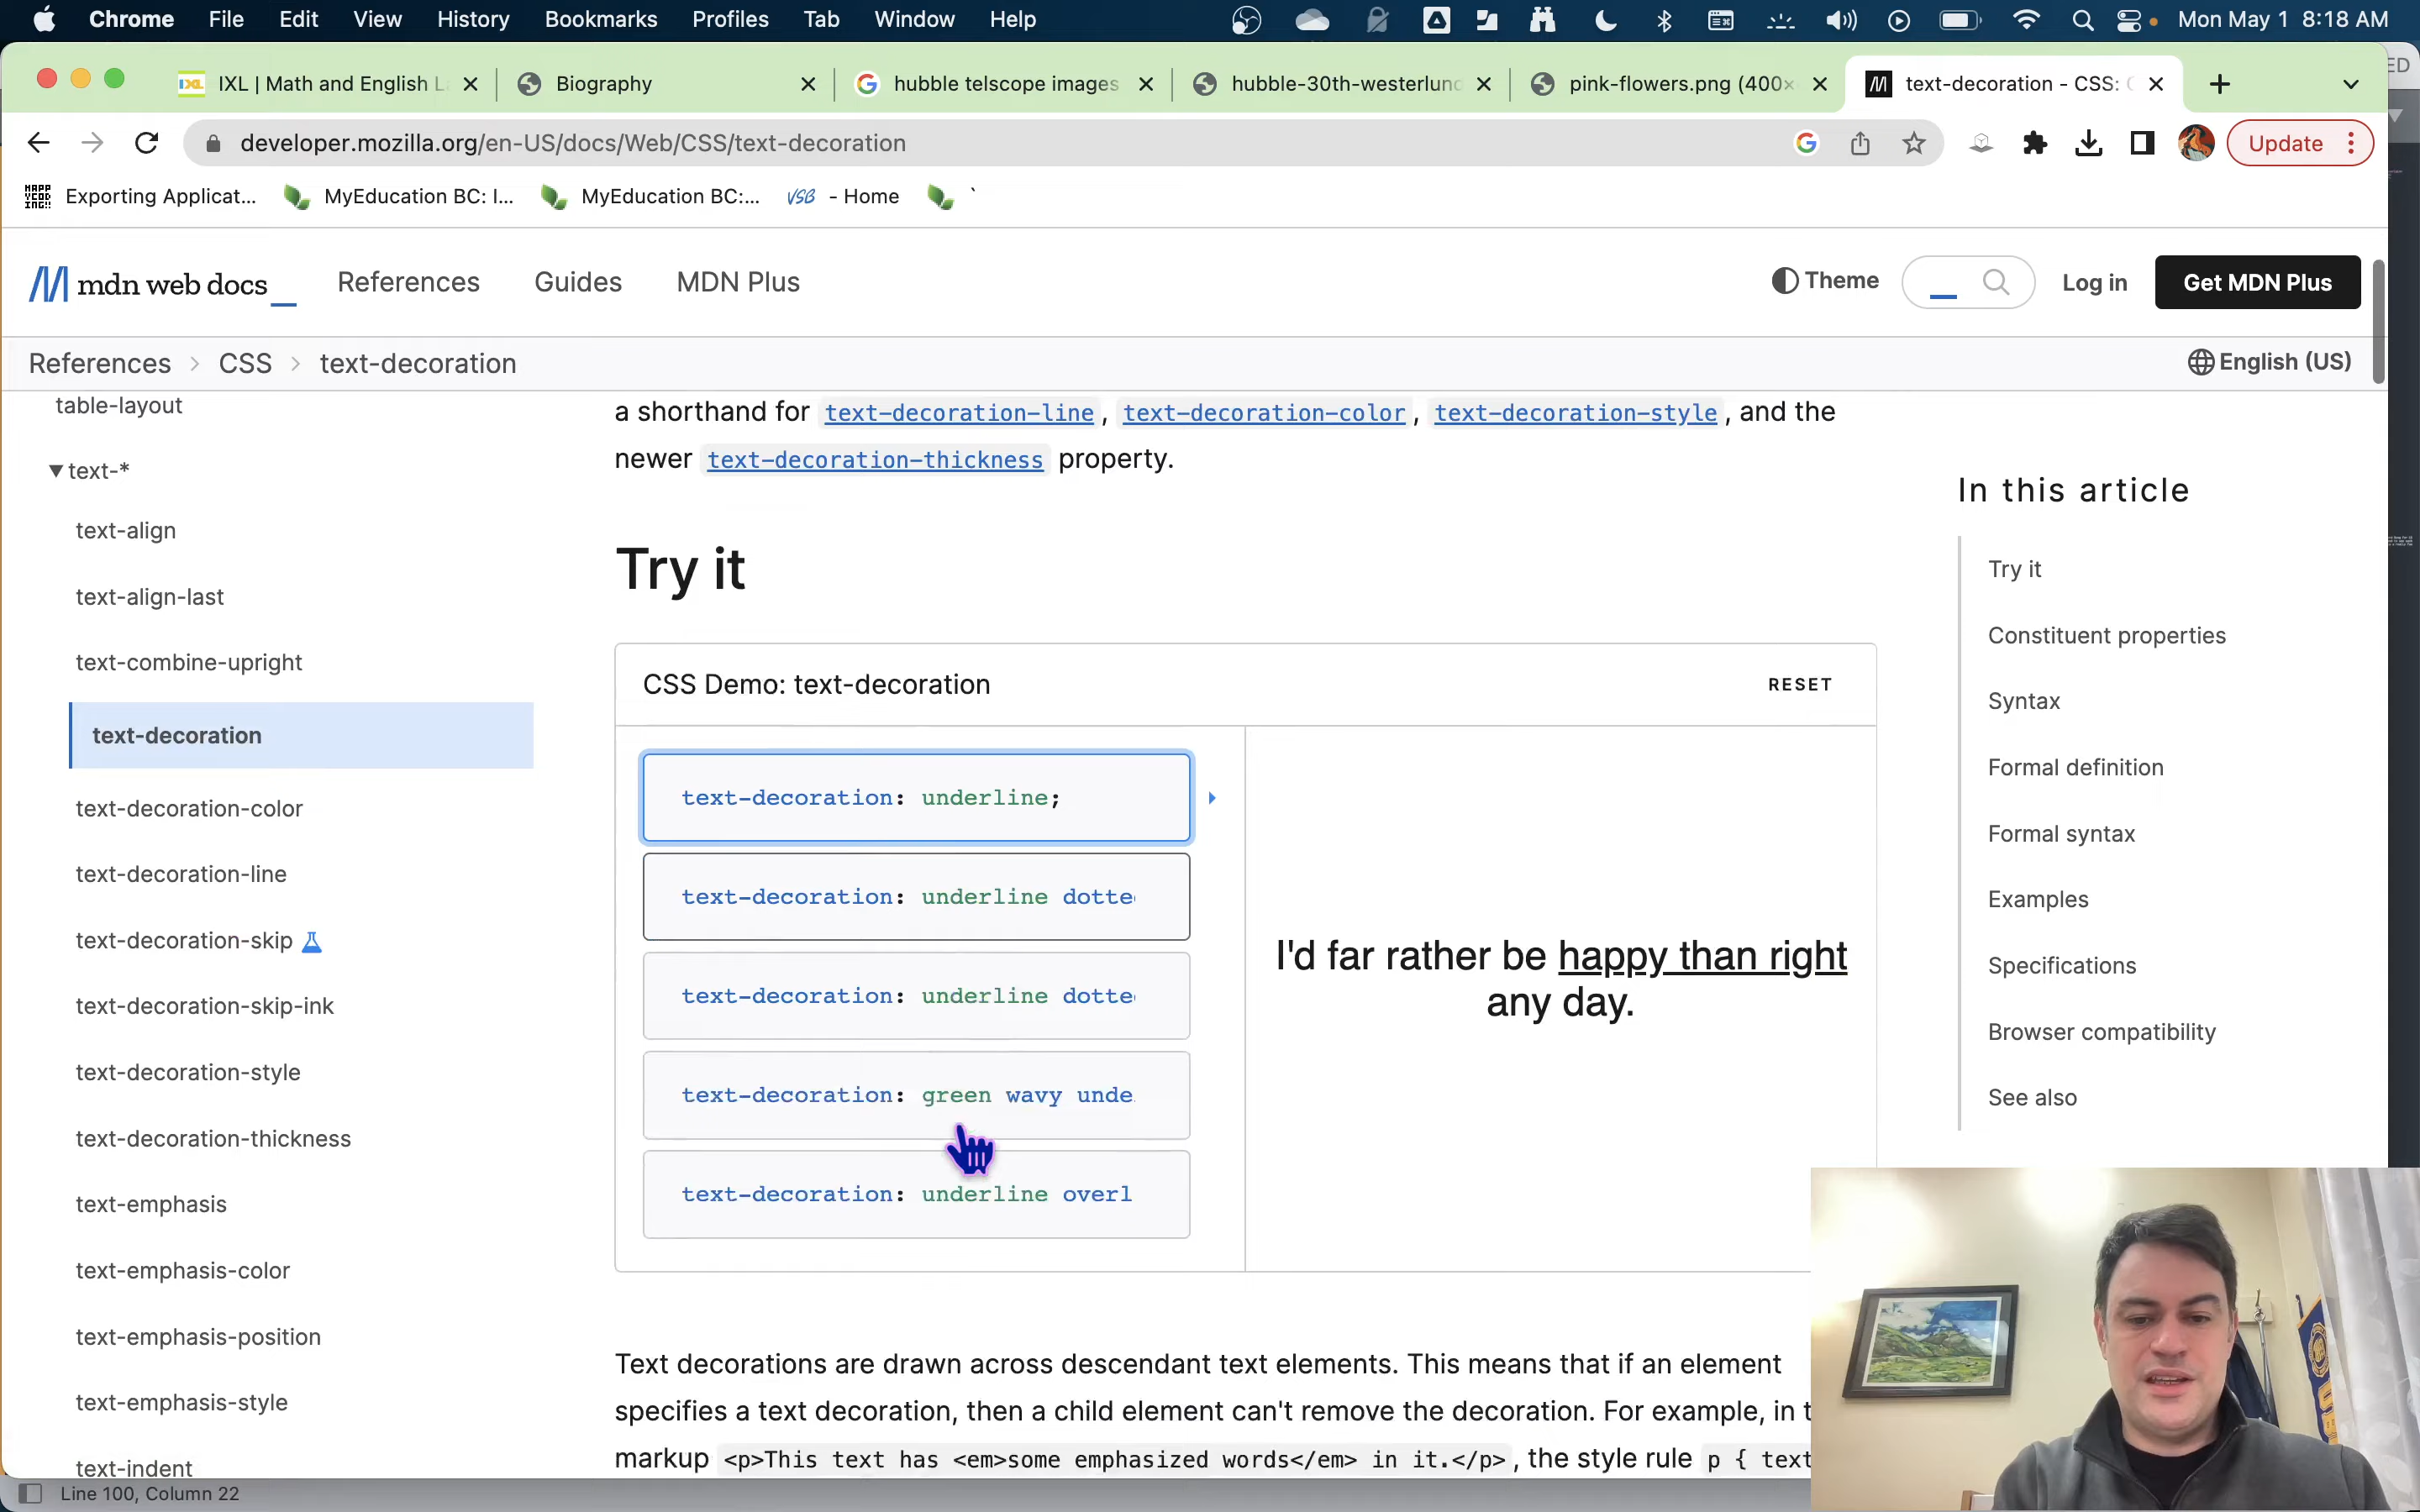 Chrome File Edit View History Bookmarks Profiles Tab Window Help Mon May 1 8:18 AM
IXL | Math and English L
Biography
hubble telscope images
hubble-30th-westerlund
pink-flowers.png (400×
text-decoration - CSS: C
developer.mozilla.org/en-US/docs/Web/CSS/text-decoration
Update
Exporting Applicat...
MyEducation BC: I...
MyEducation BC:...
VSB - Home
`
mdn web docs_
References Guides MDN Plus
Theme
Log in
Get MDN Plus
References > CSS > text-decoration
English (US)
table-layout
text-*
text-align
text-align-last
text-combine-upright
text-decoration
text-decoration-color
text-decoration-line
text-decoration-skip
text-decoration-skip-ink
text-decoration-style
text-decoration-thickness
text-emphasis
text-emphasis-color
text-emphasis-position
text-emphasis-style
text-indent
a shorthand for text-decoration-line, text-decoration-color, text-decoration-style, and the
newer text-decoration-thickness property.
Try it
CSS Demo: text-decoration
RESET
text-decoration: underline;
text-decoration: underline dotte
text-decoration: underline dotte
text-decoration: green wavy unde
text-decoration: underline overl
I'd far rather be happy than right
any day.
Text decorations are drawn across descendant text elements. This means that if an element
specifies a text decoration, then a child element can't remove the decoration. For example, in t
markup <p>This text has <em>some emphasized words</em> in it.</p>, the style rule p { text
In this article
Try it
Constituent properties
Syntax
Formal definition
Formal syntax
Examples
Specifications
Browser compatibility
See also
Line 100, Column 22